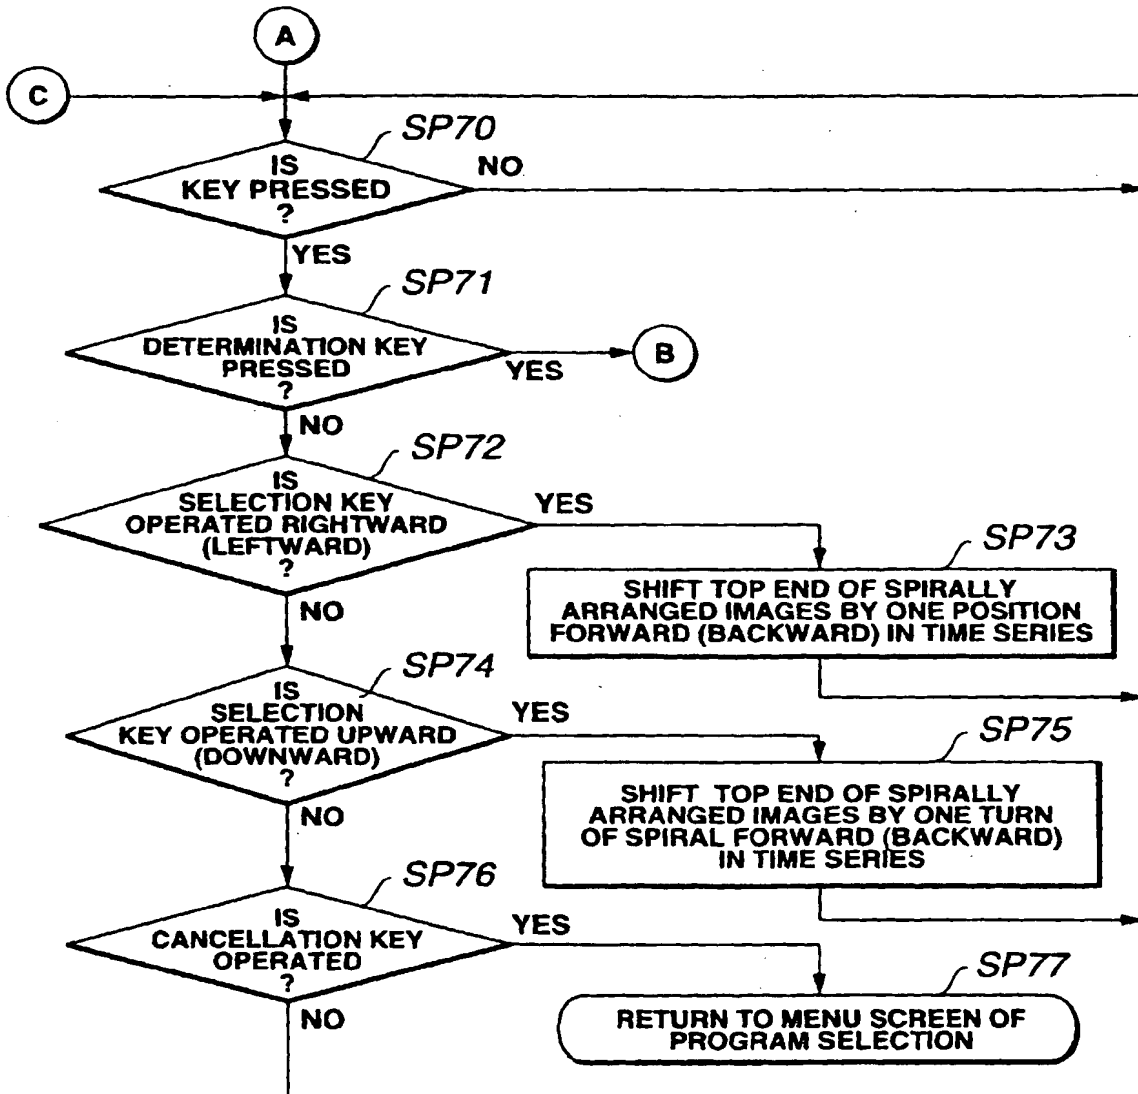 A
C
SP70
IS
KEY PRESSED
?
NO
YES
SP71
IS
DETERMINATION KEY
PRESSED
?
YES
B
NO
SP72
IS
SELECTION KEY
OPERATED RIGHTWARD
(LEFTWARD)
?
YES
SP73
SHIFT TOP END OF SPIRALLY
ARRANGED IMAGES BY ONE POSITION
FORWARD (BACKWARD) IN TIME SERIES
NO
SP74
IS
SELECTION
KEY OPERATED UPWARD
(DOWNWARD)
?
YES
SP75
SHIFT TOP END OF SPIRALLY
ARRANGED IMAGES BY ONE TURN
OF SPIRAL FORWARD (BACKWARD)
IN TIME SERIES
NO
SP76
IS
CANCELLATION KEY
OPERATED
?
YES
SP77
RETURN TO MENU SCREEN OF
PROGRAM SELECTION
NO